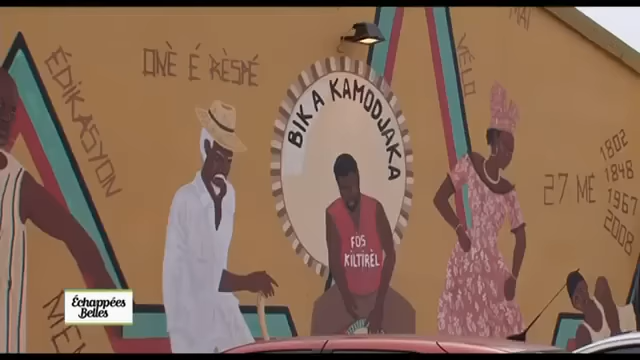 MAI
ÉDIKASYON
ONÈ É RÈSPÉ
VÉLO
BIK A KAMODJAKA
1802
1848
1967
2008
27 MÉ
FOS
KILTIRÈL
Échappées
Belles